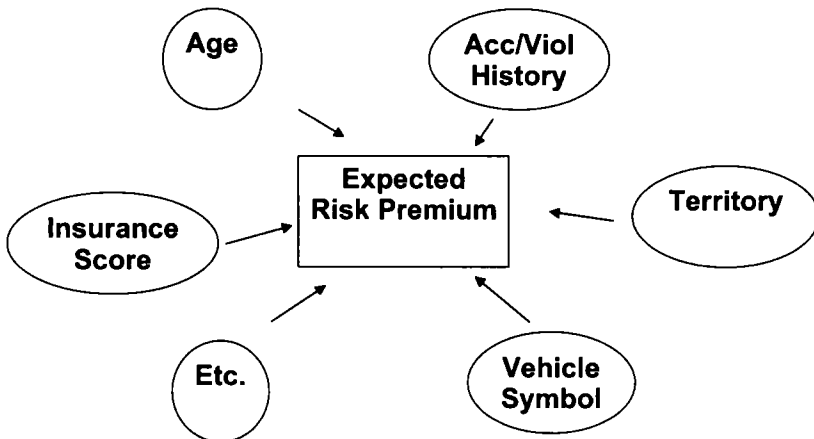 Age
Acc/Viol
History
Expected
Risk Premium
Territory
Insurance
Score
Etc.
Vehicle
Symbol